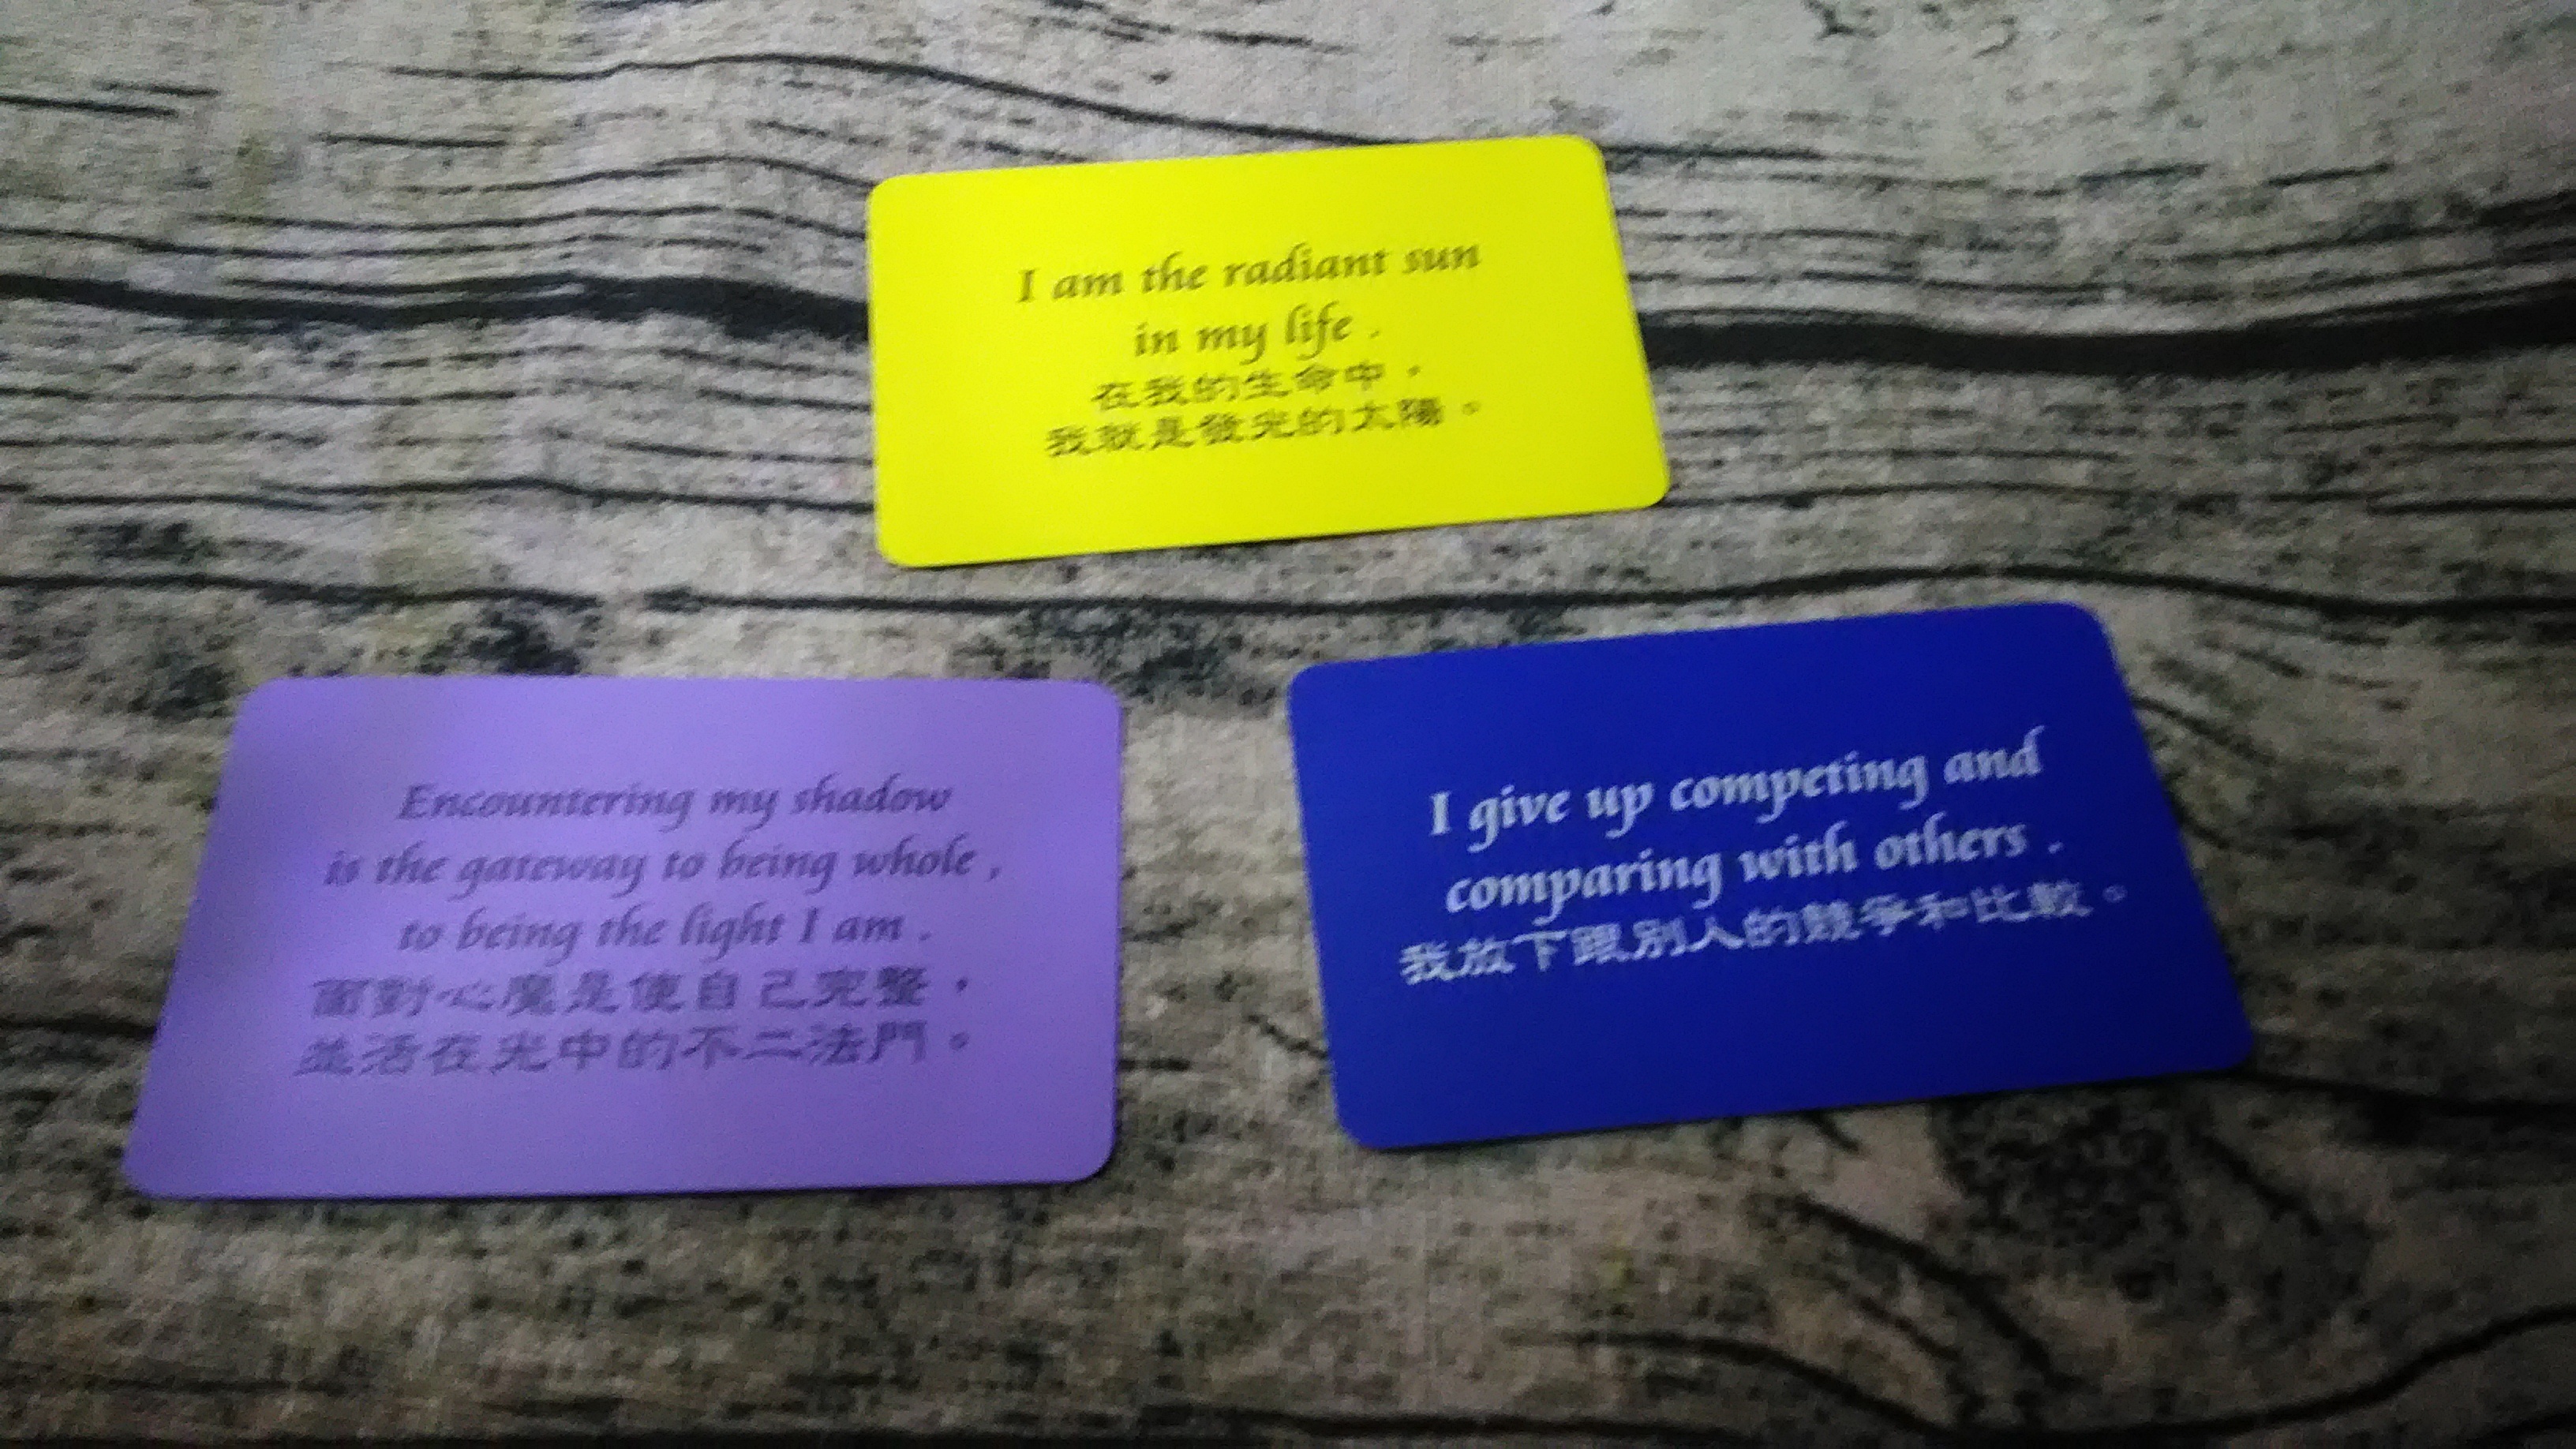 I am the radiant sun
in my life .
在我的生命中，
我就是發光的太陽。
Encountering my shadow
is the gateway to being whole ,
to being the light I am .
面對心魔是使自己完整，
並活在光中的不二法門。
I give up competing and
comparing with others .
我放下跟別人的競爭和比較。